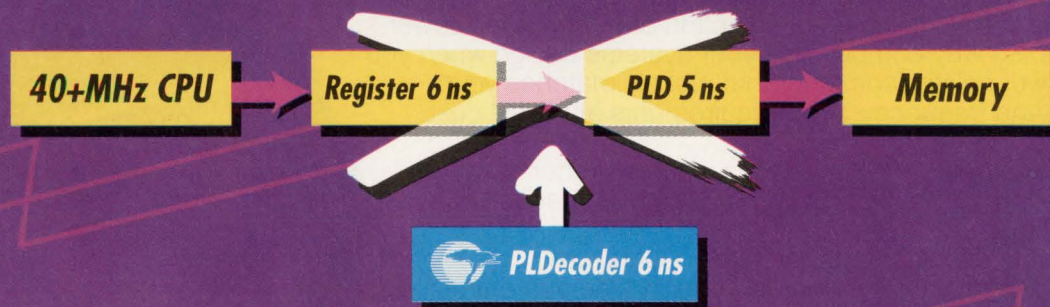 40+MHz CPU
Register 6 ns
PLD 5 ns
Memory
PLDecoder 6 ns